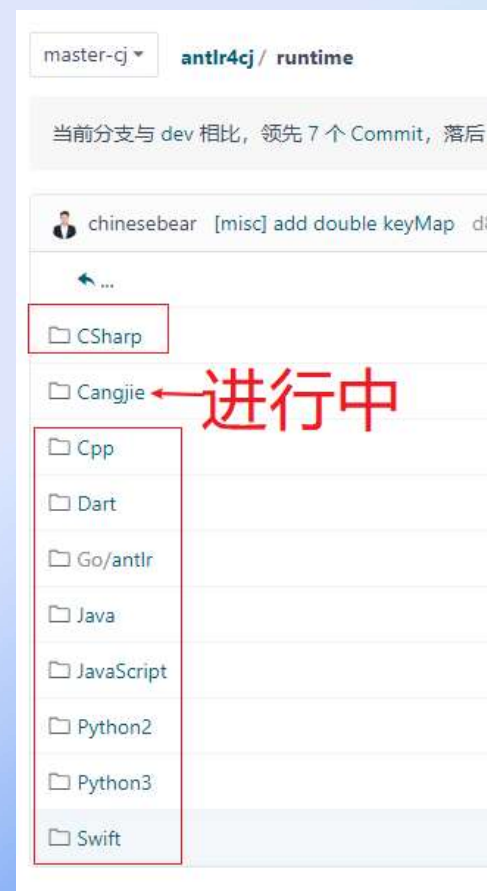 master-cj
antlr4cj / runtime
当前分支与 dev 相比，领先 7 个 Commit，落后
chinesebear [misc] add double keyMap
...
CSharp
Cangjie 进行中
Cpp
Dart
Go/antlr
Java
JavaScript
Python2
Python3
Swift